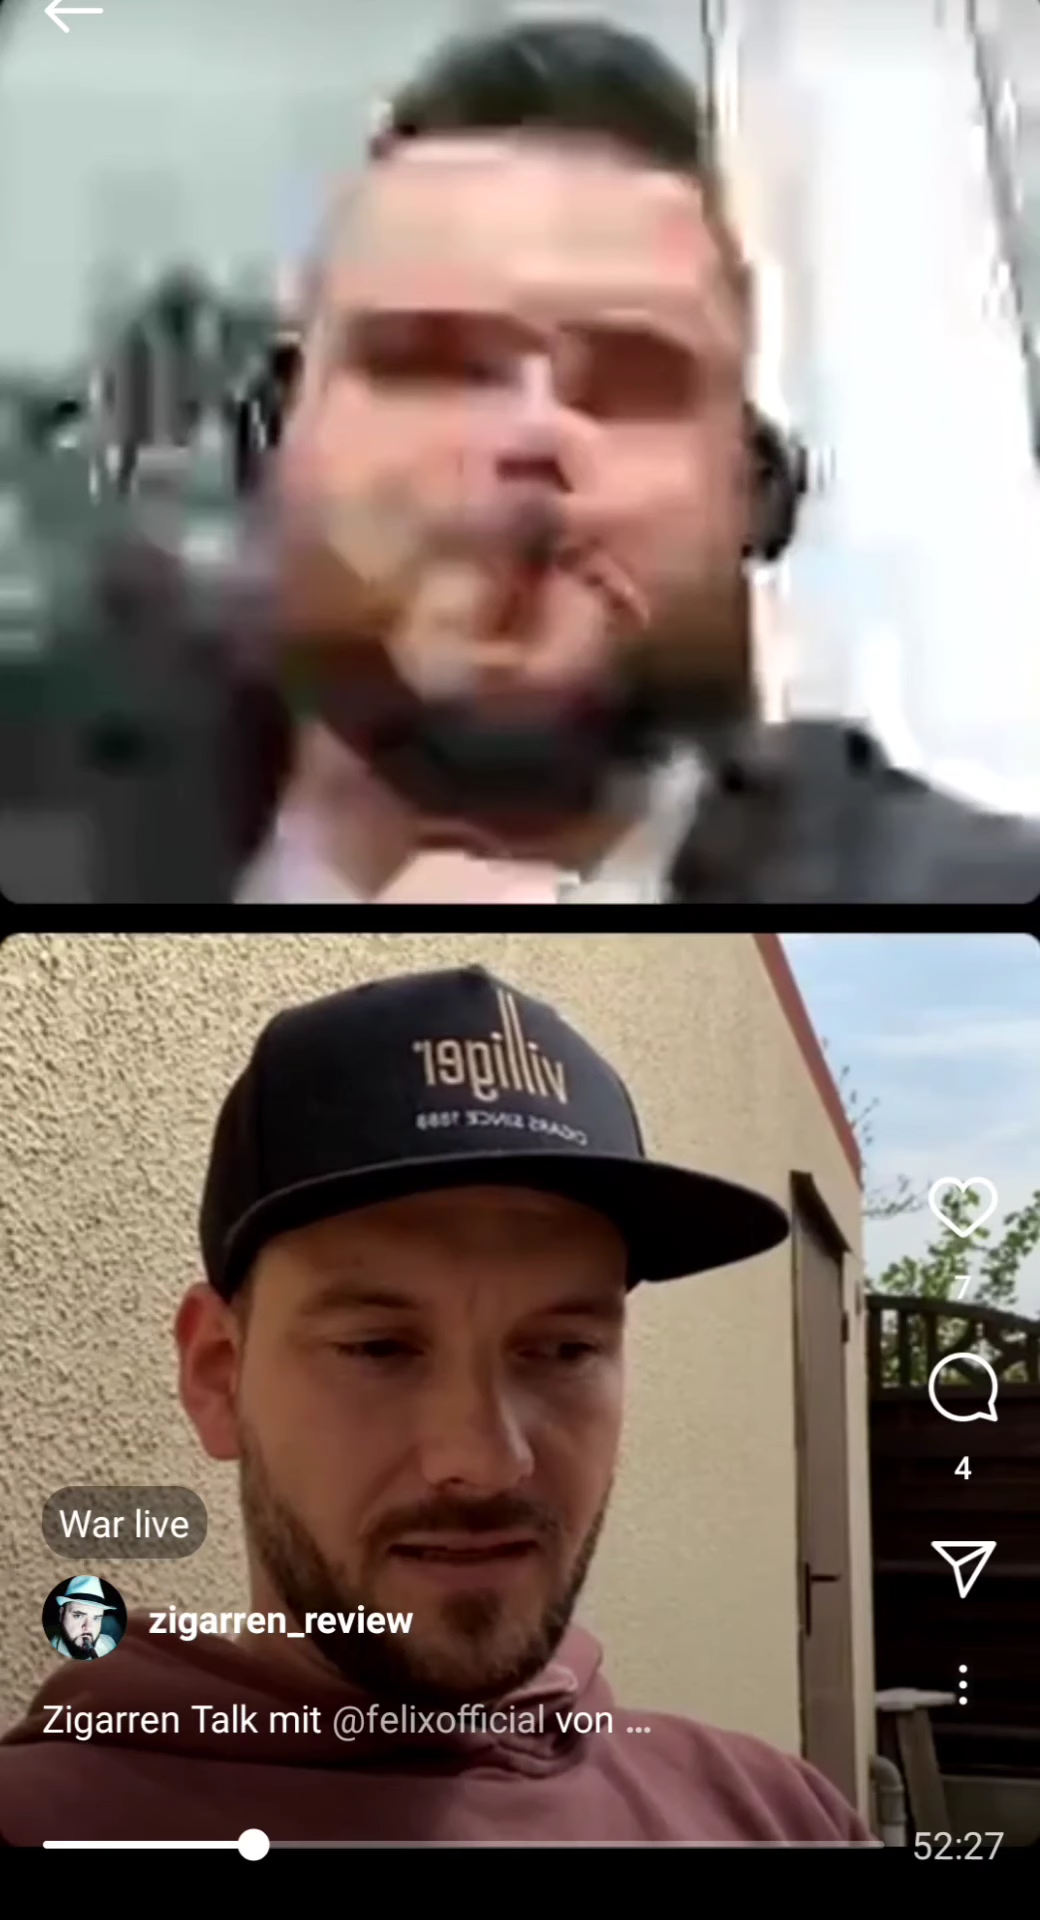 villiger
CIGARS SINCE 1888
7
4
War live
zigarren_review
Zigarren Talk mit @felixofficial von ...
52:27